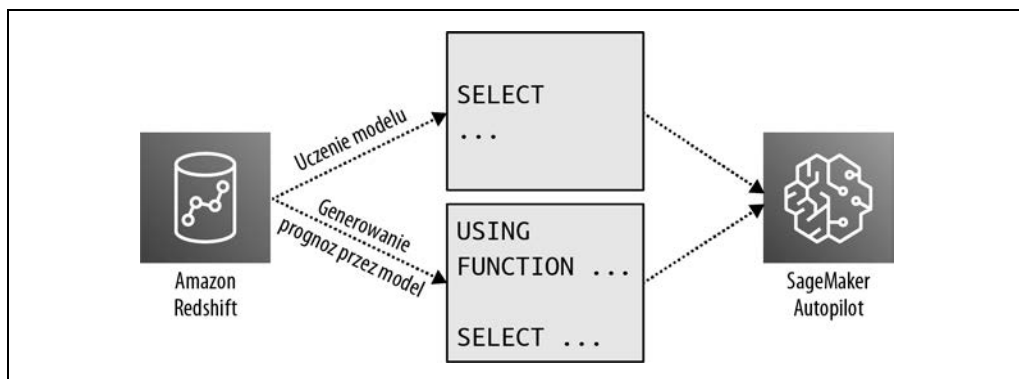 SELECT
...
Uczenie modelu
Generowanie
prognoz przez model
USING
FUNCTION ...
SELECT ...
Amazon
Redshift
SageMaker
Autopilot